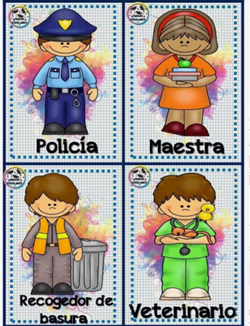 Policía
Maestra
Recogedor de
basura
Veterinario